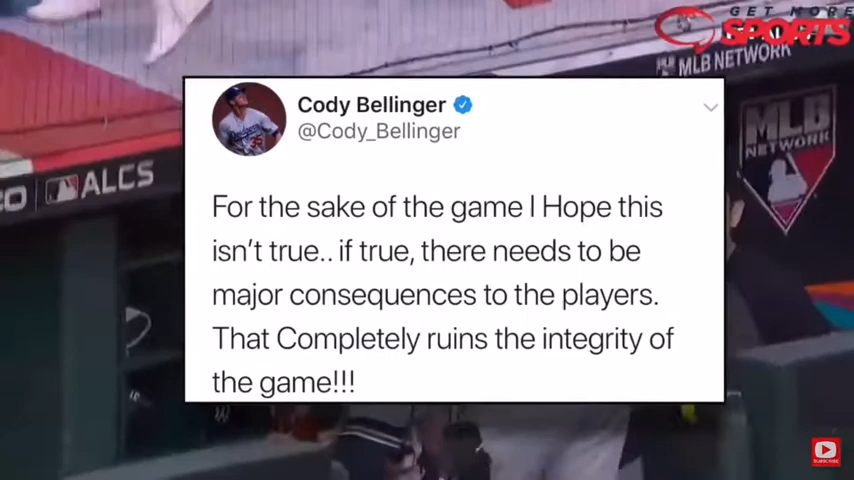 GET MORE
SPORTS
MLB NETWORK
Cody Bellinger
@Cody_Bellinger
MLB
NETWORK
ALCS
For the sake of the game I Hope this
isn't true.. if true, there needs to be
major consequences to the players.
That Completely ruins the integrity of
the game!!!
SUBSCRIBE